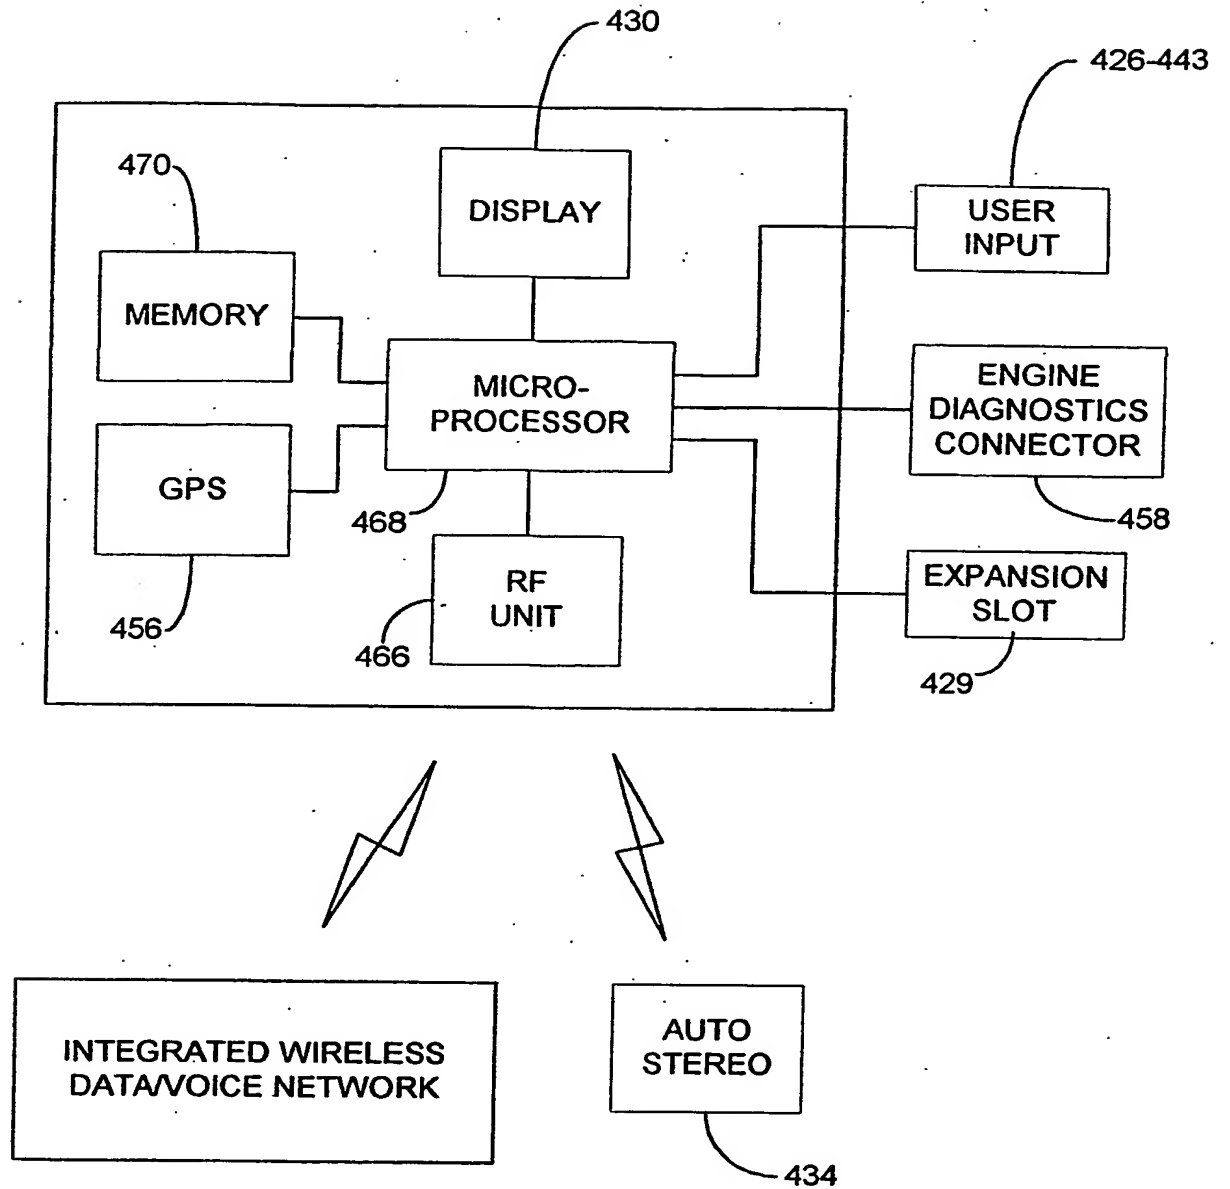 430
426-443
470
DISPLAY
USER
INPUT
MEMORY
MICRO-
PROCESSOR
ENGINE
DIAGNOSTICS
CONNECTOR
GPS
468
458
RF
UNIT
EXPANSION
SLOT
456
466
429
INTEGRATED WIRELESS
DATA/VOICE NETWORK
AUTO
STEREO
434